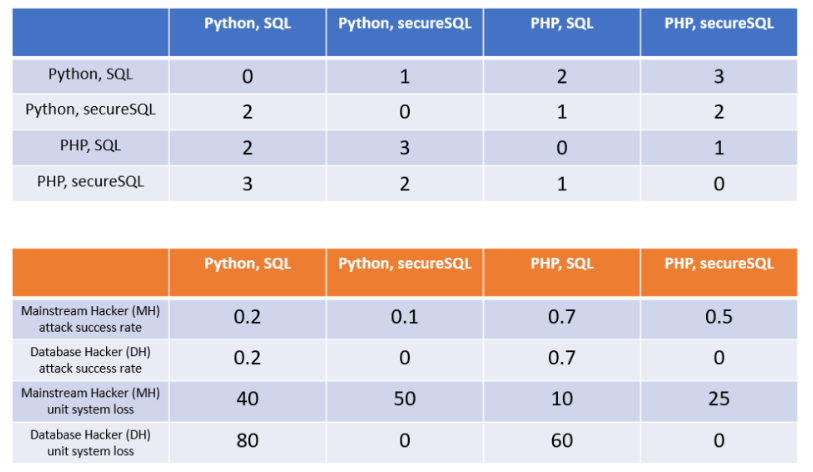 Python, SQL Python, secureSQL PHP, SQL PHP, secureSQL
Python, SQL 0 1 2 3
Python, secureSQL 2 0 1 2
PHP, SQL 2 3 0 1
PHP, secureSQL 3 2 1 0
Python, SQL Python, secureSQL PHP, SQL PHP, secureSQL
Mainstream Hacker (MH)
attack success rate 0.2 0.1 0.7 0.5
Database Hacker (DH)
attack success rate 0.2 0 0.7 0
Mainstream Hacker (MH)
unit system loss 40 50 10 25
Database Hacker (DH)
unit system loss 80 0 60 0